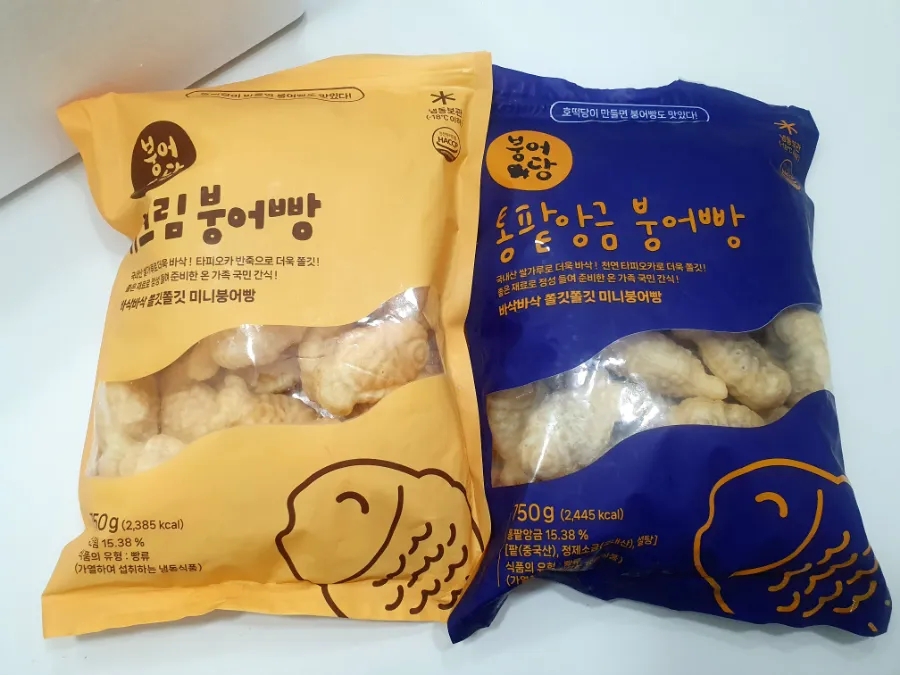 붕어
HACCP
크림 붕어빵
국내산 쌀가루로 더욱 바삭! 타피오카 반죽으로 더욱 쫄깃!
좋은 재료로 정성 들여 준비한 온 가족 국민 간식!
바삭바삭 쫄깃쫄깃 미니붕어빵
750g (2,385 kcal)
15.38 %
식품의 유형 : 빵류
(가열하여 섭취하는 냉동식품)
호떡당이 만들면 붕어빵도 맛있다!
붕어
당
통팥앙금 붕어빵
국내산 쌀가루로 더욱 바삭! 천연 타피오카로 더욱 쫄깃!
좋은 재료로 정성 들여 준비한 온 가족 국민 간식!
바삭바삭 쫄깃쫄깃 미니붕어빵
750g (2,445 kcal)
통팥앙금 15.38 %
[팥(중국산), 정제소금 설탕]
식품의 유형 :